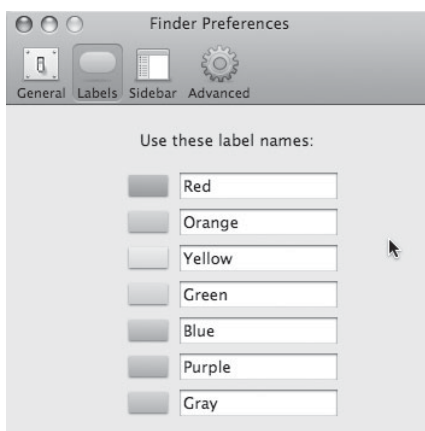 Finder Preferences
General Labels Sidebar Advanced
Use these label names:
Red
Orange
Yellow
Green
Blue
Purple
Gray